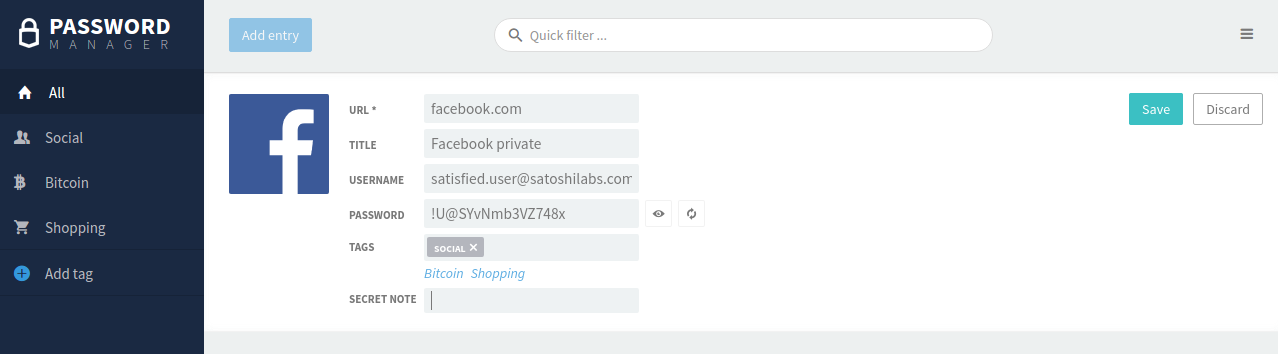 PASSWORD
MANAGER
All
Social
Bitcoin
Shopping
Add tag
Add entry
Quick filter ...
URL * facebook.com
TITLE Facebook private
USERNAME satisfied.user@satoshilabs.com
PASSWORD !U@SYvNmb3VZ748x
TAGS SOCIAL ×
Bitcoin Shopping
SECRET NOTE
Save
Discard